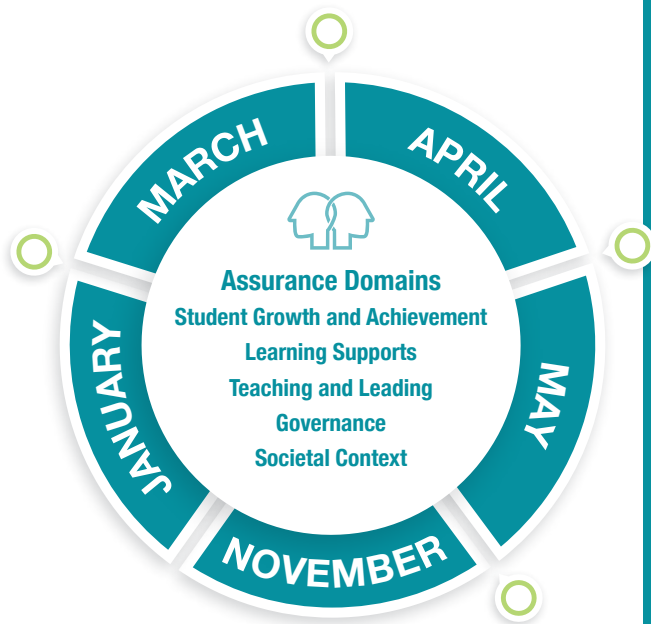 MARCH
APRIL
JANUARY
MAY
NOVEMBER
Assurance Domains
Student Growth and Achievement
Learning Supports
Teaching and Leading
Governance
Societal Context